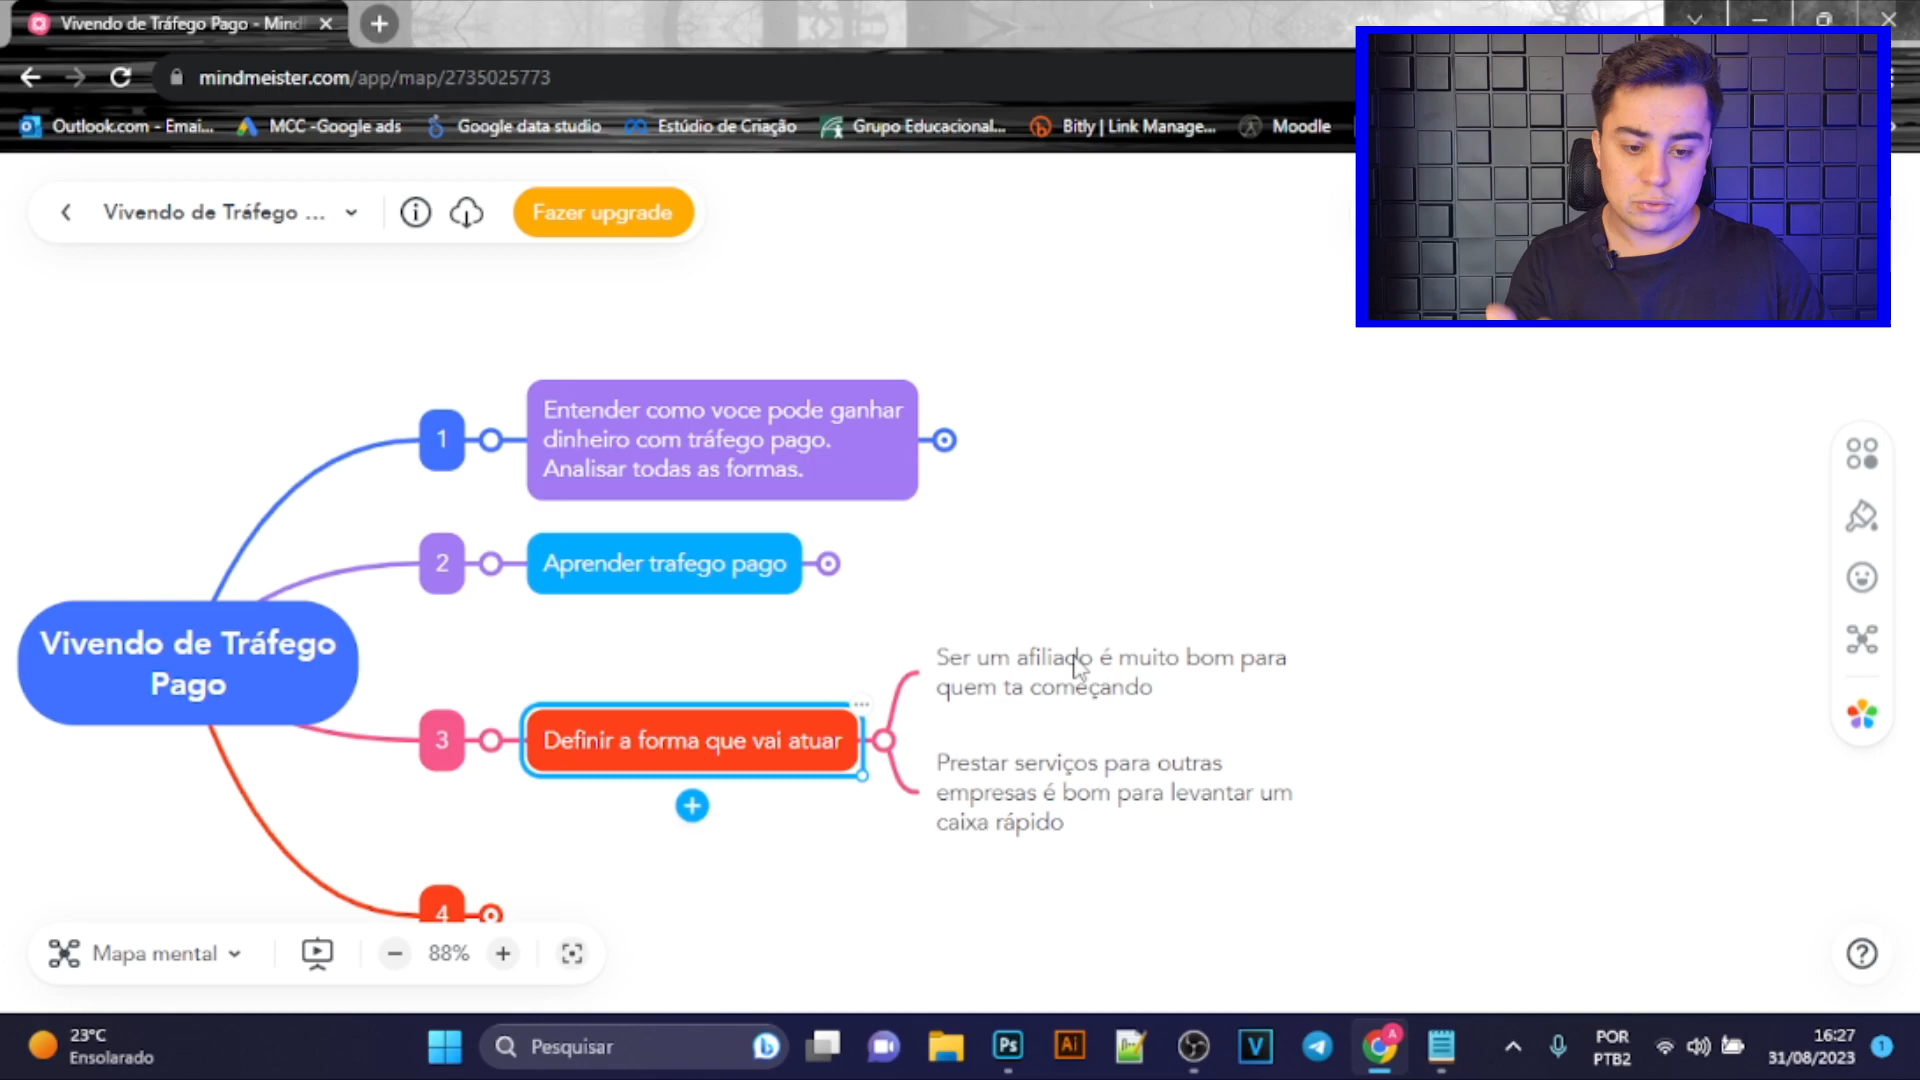 Vivendo de Tráfego Pago - Mind
mindmeister.com/app/map/2735025773
Outlook.com - Emai...
MCC -Google ads
Google data studio
Estúdio de Criação
Grupo Educacional...
Bitly | Link Manage...
Moodle
Vivendo de Tráfego ...
Fazer upgrade
1
Entender como voce pode ganhar
dinheiro com tráfego pago.
Analisar todas as formas.
2
Aprender trafego pago
Vivendo de Tráfego
Pago
3
Definir a forma que vai atuar
Ser um afiliado é muito bom para
quem ta começando
Prestar serviços para outras
empresas é bom para levantar um
caixa rápido
4
Mapa mental
88%
23°C
Ensolarado
Pesquisar
Ps
Ai
V
A
POR
PTB2
16:27
31/08/2023
1